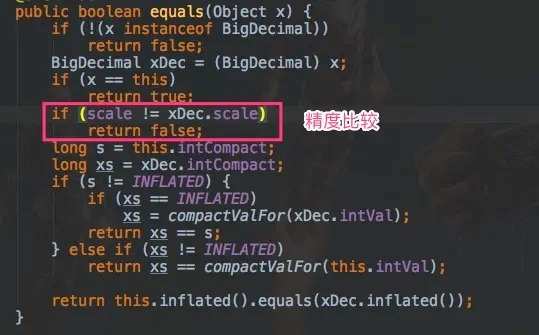 public boolean equals(Object x) {
if (!(x instanceof BigDecimal))
return false;
BigDecimal xDec = (BigDecimal) x;
if (x == this)
return true;
if (scale != xDec.scale)
return false;
精度比较
long s = this.intCompact;
long xs = xDec.intCompact;
if (s != INFLATED) {
if (xs == INFLATED)
xs = compactValFor(xDec.intVal);
return xs == s;
} else if (xs != INFLATED)
return xs == compactValFor(this.intVal);
return this.inflated().equals(xDec.inflated());
}